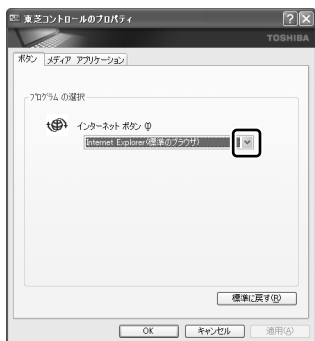 東芝コントロールのプロパティ
TOSHIBA
ボタン メディア アプリケーション
プログラムの選択
インターネット ボタン(I)
Internet Explorer(標準のブラウザ)
標準に戻す(R)
OK キャンセル 適用(A)